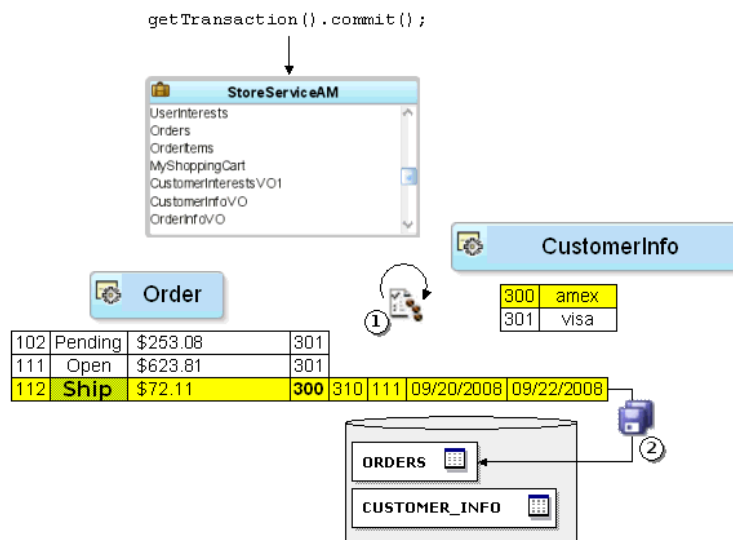 getTransaction().commit();
StoreServiceAM
UserInterests
Orders
OrderItems
MyShoppingCart
CustomerInterestsVO1
CustomerInfoVO
OrderInfoVO
CustomerInfo
Order
300 amex
301 visa
1
102 Pending $253.08 301
111 Open $623.81 301
112 Ship $72.11 300 310 111 09/20/2008 09/22/2008
2
ORDERS
CUSTOMER_INFO